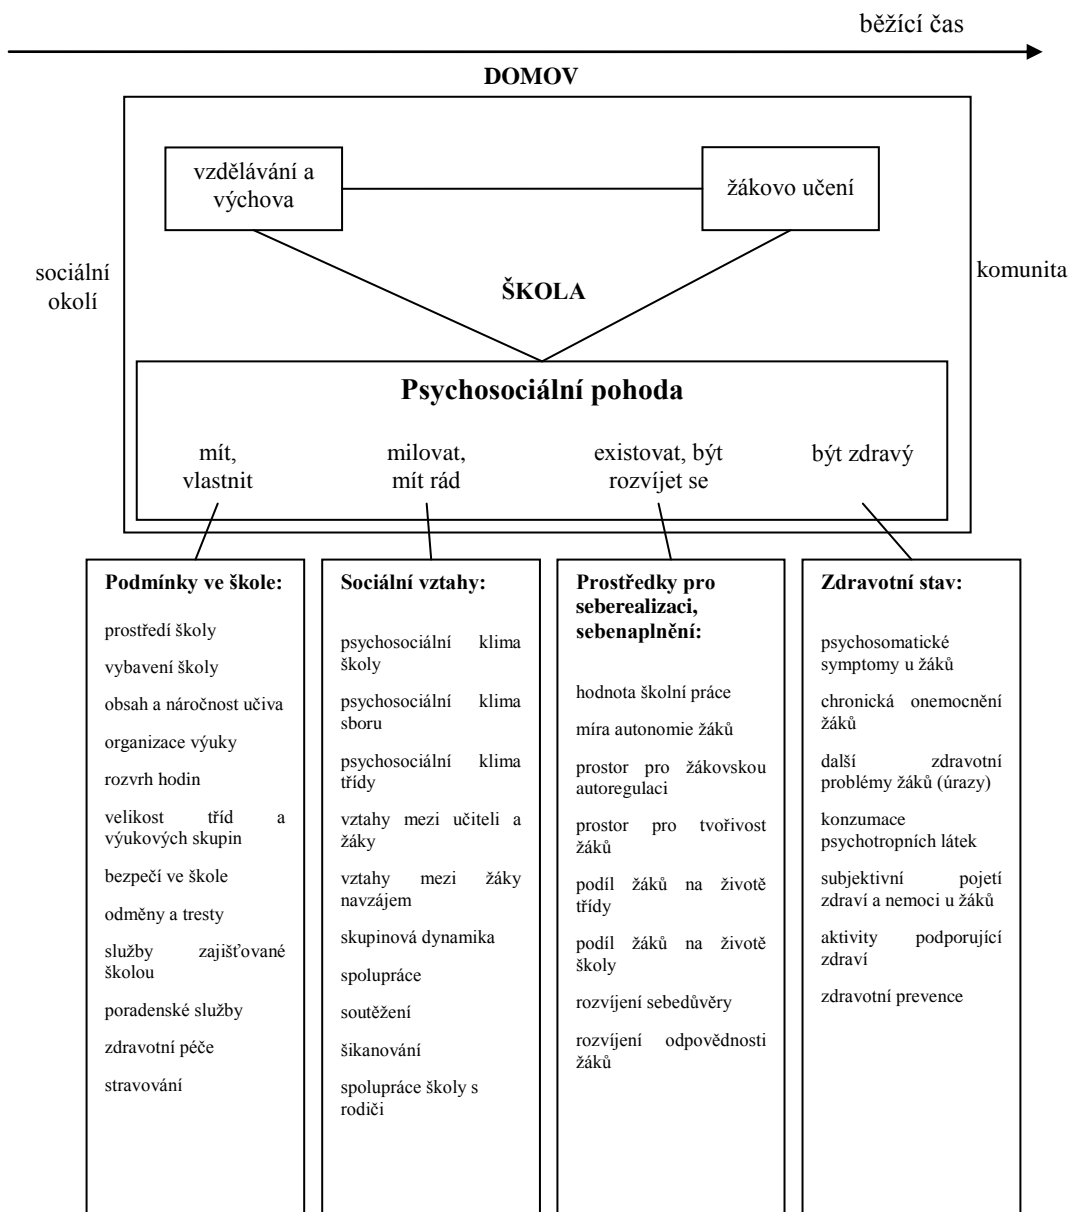 běžící čas
DOMOV
vzdělávání a
výchova
žákovo učení
sociální
okolí
ŠKOLA
komunita
Psychosociální pohoda
mít,
vlastnit
milovat,
mít rád
existovat, být
rozvíjet se
být zdravý
Podmínky ve škole:
prostředí školy
vybavení školy
obsah a náročnost učiva
organizace výuky
rozvrh hodin
velikost tříd a
výukových skupin
bezpečí ve škole
odměny a tresty
služby zajišťované
školou
poradenské služby
zdravotní péče
stravování
Sociální vztahy:
psychosociální klima
školy
psychosociální klima
sboru
psychosociální klima
třídy
vztahy mezi učiteli a
žáky
vztahy mezi žáky
navzájem
skupinová dynamika
spolupráce
soutěžení
šikanování
spolupráce školy s
rodiči
Prostředky pro
seberealizaci,
sebenaplnění:
hodnota školní práce
míra autonomie žáků
prostor pro žákovskou
autoregulaci
prostor pro tvořivost
žáků
podíl žáků na životě
třídy
podíl žáků na životě
školy
rozvíjení sebedůvěry
rozvíjení odpovědnosti
žáků
Zdravotní stav:
psychosomatické
symptomy u žáků
chronická onemocnění
žáků
další zdravotní
problémy žáků (úrazy)
konzumace
psychotropních látek
subjektivní pojetí
zdraví a nemoci u žáků
aktivity podporující
zdraví
zdravotní prevence